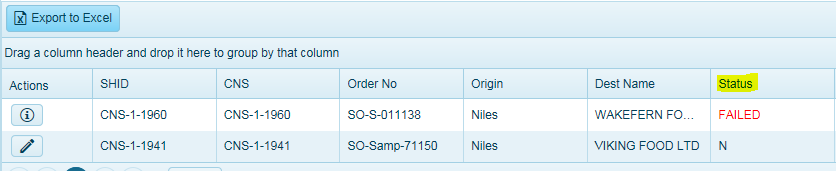 Export to Excel
Drag a column header and drop it here to group by that column
Actions SHID CNS Order No Origin Dest Name Status
CNS-1-1960 CNS-1-1960 SO-S-011138 Niles WAKEFERN FO... FAILED
CNS-1-1941 CNS-1-1941 SO-Samp-71150 Niles VIKING FOOD LTD N